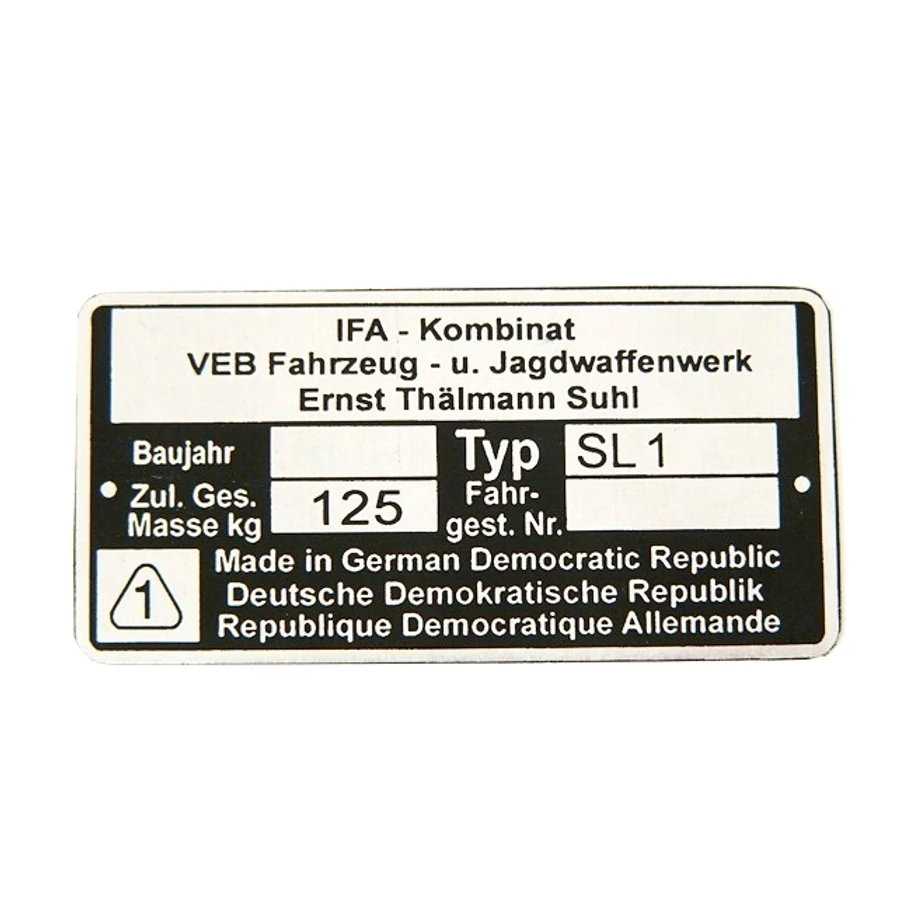 IFA - Kombinat
VEB Fahrzeug - u. Jagdwaffenwerk
Ernst Thälmann Suhl
Baujahr
Typ SL 1
Zul. Ges.
Masse kg 125
Fahr-
gest. Nr.
1
Made in German Democratic Republic
Deutsche Demokratische Republik
Republique Democratique Allemande